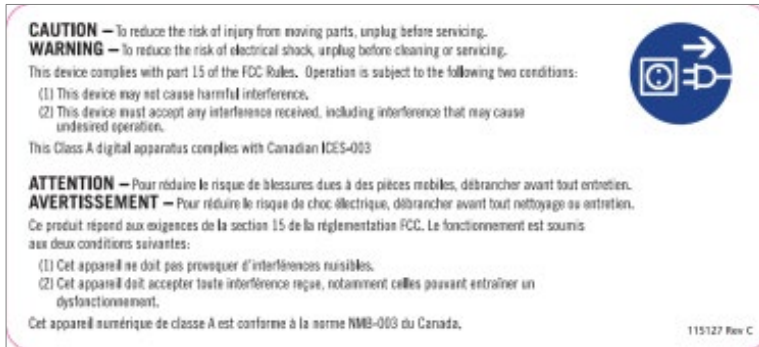 CAUTION – To reduce the risk of injury from moving parts, unplug before servicing.
WARNING – To reduce the risk of electrical shock, unplug before cleaning or servicing.
This device complies with part 15 of the FCC Rules. Operation is subject to the following two conditions:
(1) This device may not cause harmful interference.
(2) This device must accept any interference received, including interference that may cause
undesired operation.
This Class A digital apparatus complies with Canadian ICES-003
ATTENTION – Pour réduire le risque de blessures dues à des pièces mobiles, débrancher avant tout entretien.
AVERTISSEMENT – Pour réduire le risque de choc électrique, débrancher avant tout nettoyage ou entretien.
Ce produit répond aux exigences de la section 15 de la réglementation FCC. Le fonctionnement est soumis
aux deux conditions suivantes:
(1) Cet appareil ne doit pas provoquer d'interférences nuisibles.
(2) Cet appareil doit accepter toute interférence reçue, notamment celles pouvant entraîner un
dysfonctionnement.
Cet appareil numérique de classe A est conforme à la norme NMB-003 du Canada.
115127 Rev C